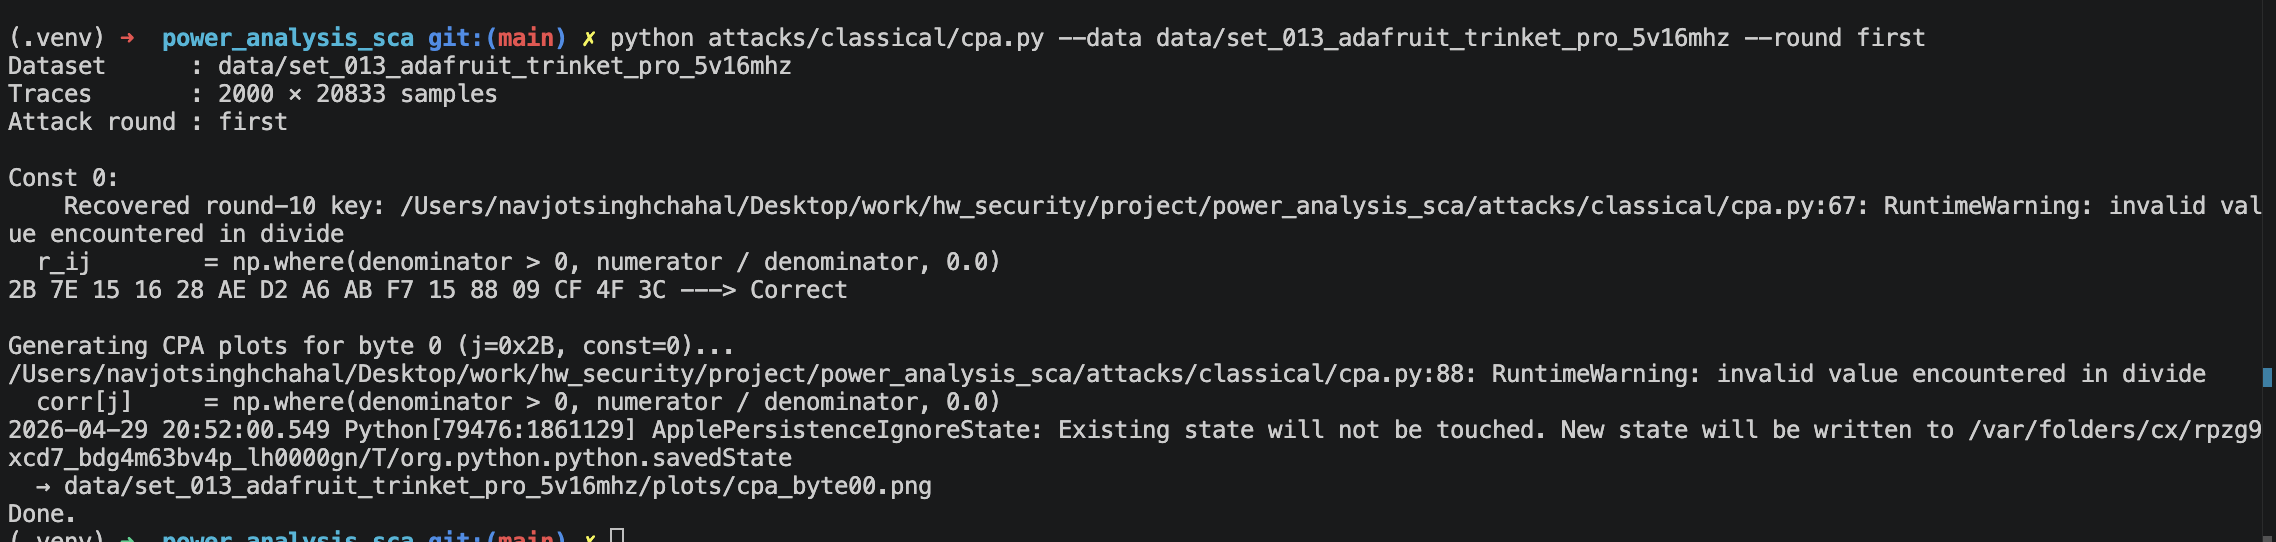 (.venv) ➜  power_analysis_sca git:(main) ✗ python attacks/classical/cpa.py --data data/set_013_adafruit_trinket_pro_5v16mhz --round first
Dataset      : data/set_013_adafruit_trinket_pro_5v16mhz
Traces       : 2000 × 20833 samples
Attack round : first

Const 0:
    Recovered round-10 key: /Users/navjotsinghchahal/Desktop/work/hw_security/project/power_analysis_sca/attacks/classical/cpa.py:67: RuntimeWarning: invalid val
ue encountered in divide
  r_ij        = np.where(denominator > 0, numerator / denominator, 0.0)
2B 7E 15 16 28 AE D2 A6 AB F7 15 88 09 CF 4F 3C ---> Correct

Generating CPA plots for byte 0 (j=0x2B, const=0)...
/Users/navjotsinghchahal/Desktop/work/hw_security/project/power_analysis_sca/attacks/classical/cpa.py:88: RuntimeWarning: invalid value encountered in divide
  corr[j]     = np.where(denominator > 0, numerator / denominator, 0.0)
2026-04-29 20:52:00.549 Python[79476:1861129] ApplePersistenceIgnoreState: Existing state will not be touched. New state will be written to /var/folders/cx/rpzg9
xcd7_bdg4m63bv4p_lh0000gn/T/org.python.python.savedState
  → data/set_013_adafruit_trinket_pro_5v16mhz/plots/cpa_byte00.png
Done.
(.venv) ➜  power_analysis_sca git:(main) ✗